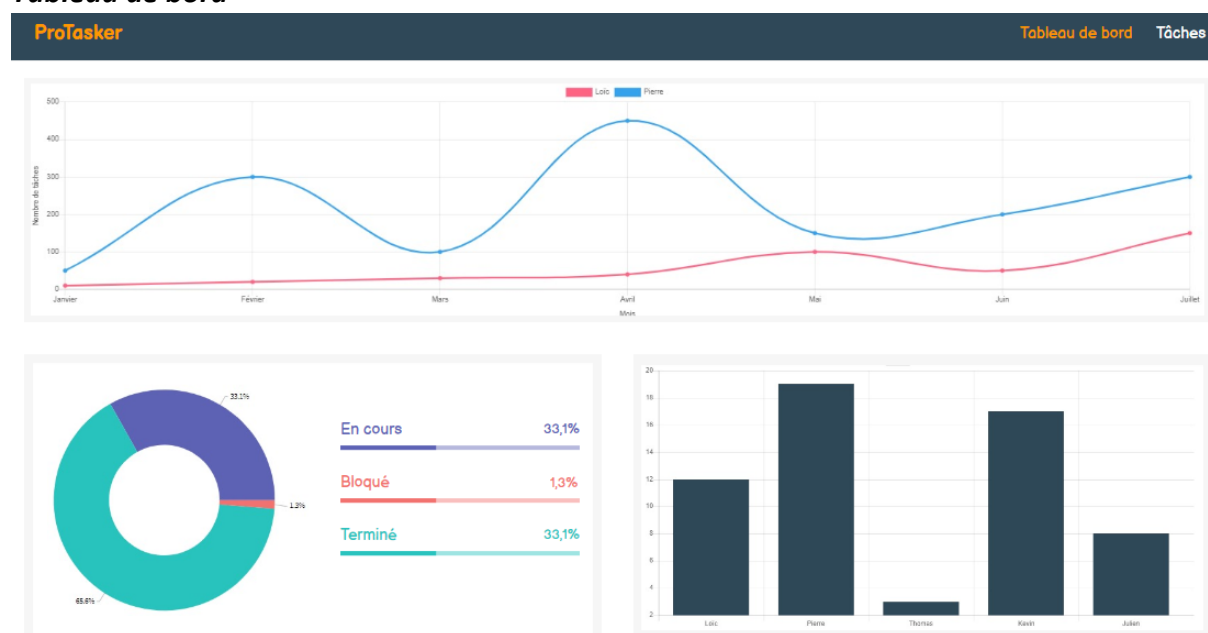 Tableau de bord
ProTasker
Tableau de bord Tâches
Loïc Pierre
500
400
300
200
100
0
Nombre de tâches
Janvier Février Mars Avril Mai Juin Juillet
Mois
33.1%
1.3%
65.6%
En cours 33,1%
Bloqué 1,3%
Terminé 33,1%
20
18
16
14
12
10
8
6
4
2
Loïc Pierre Thomas Kevin Julien